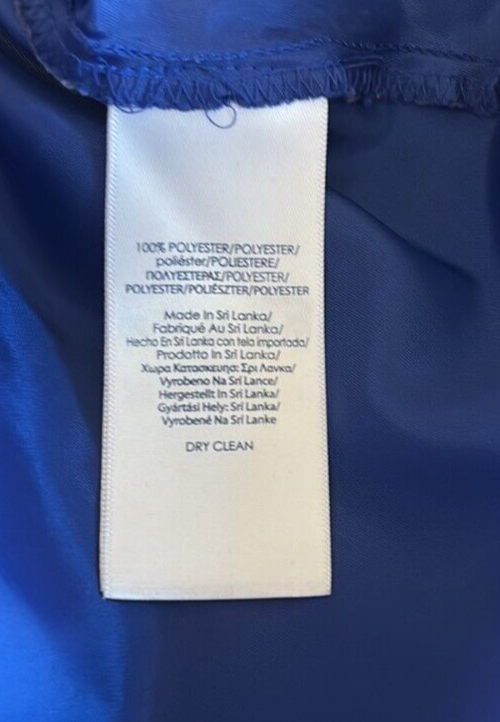 100% POLYESTER/POLYESTER/
poliéster/POLIESTERE/
ΠΟΛΥΕΣΤΕΡΑΣ/POLYESTER/
POLYESTER/POLIÉSZTER/POLYESTER
Made In Sri Lanka/
Fabriqué Au Sri Lanka/
Hecho En Sri Lanka con tela importada/
Prodotto In Sri Lanka/
Χωρα Κατασκευησ: Σρι Λανκα/
Vyrobeno Na Srí Lance/
Hergestellt In Sri Lanka/
Gyártási Hely: Srí Lanka/
Vyrobené Na Srí Lanke
DRY CLEAN